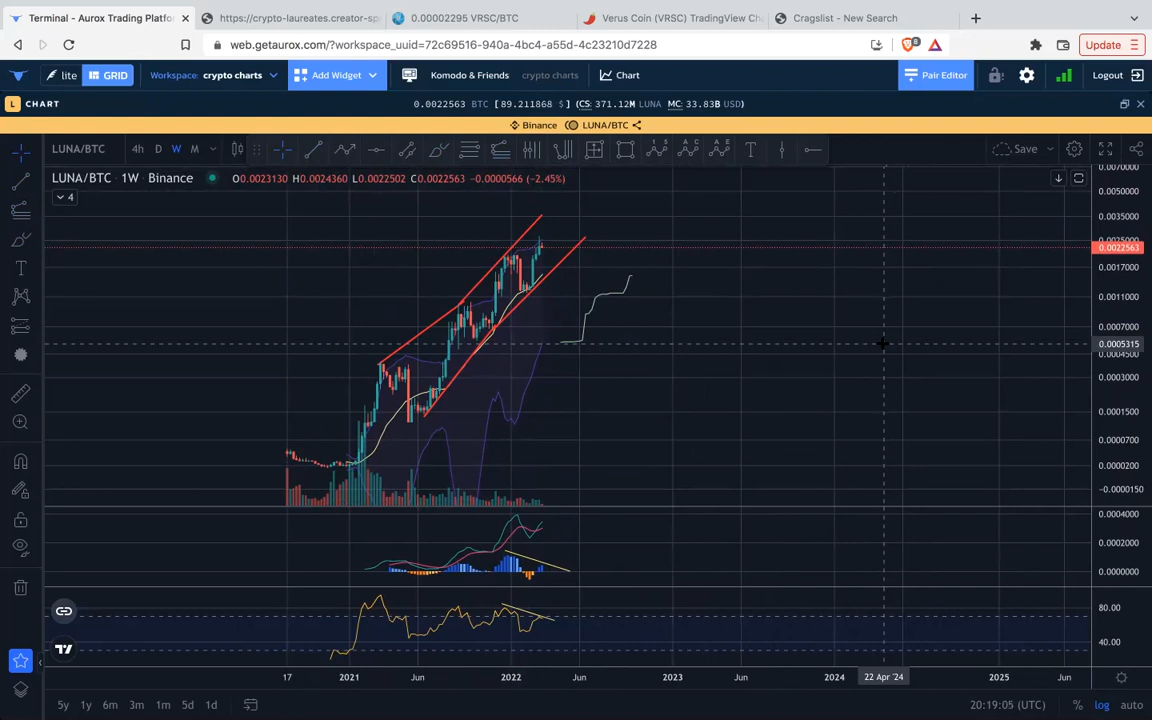 Terminal - Aurox Trading Platfo
https://crypto-laureates.creator-sp
0.00002295 VRSC/BTC
Verus Coin (VRSC) TradingView Cha
Cragslist - New Search
web.getaurox.com/?workspace_uuid=72c69516-940a-4bc4-a55d-4c23210d7228
8
Update
lite
GRID
Workspace: crypto charts
Add Widget
Komodo & Friends
crypto charts
Chart
Pair Editor
Logout
L CHART
0.0022563 BTC [89.211868 $] (CS: 371.12M LUNA MC: 33.83B USD)
Binance LUNA/BTC
LUNA/BTC 4h D W M
Save
LUNA/BTC · 1W · Binance O0.0023130 H0.0024360 L0.0022502 C0.0022563 -0.0000566 (-2.45%)
4
0.0070000
0.0050000
0.0035000
0.0025000
0.0022563
0.0017000
0.0011000
0.0007000
0.0005315
0.0004500
0.0003000
0.0001500
0.0000700
0.0000200
-0.0000150
0.0004000
0.0002000
0.0000000
80.00
40.00
17 2021 Jun 2022 Jun 2023 Jun 2024 22 Apr '24 2025 Jun
5y 1y 6m 3m 1m 5d 1d
20:19:05 (UTC) % log auto